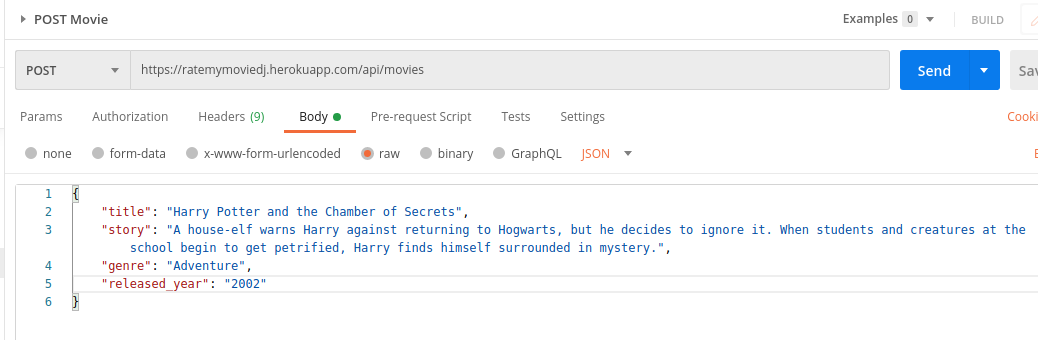 POST Movie Examples 0 BUILD
POST https://ratemymoviedj.herokuapp.com/api/movies Send
Params Authorization Headers (9) Body Pre-request Script Tests Settings
none form-data x-www-form-urlencoded raw binary GraphQL JSON
1 {
2 "title": "Harry Potter and the Chamber of Secrets",
3 "story": "A house-elf warns Harry against returning to Hogwarts, but he decides to ignore it. When students and creatures at the
school begin to get petrified, Harry finds himself surrounded in mystery.",
4 "genre": "Adventure",
5 "released_year": "2002"
6 }